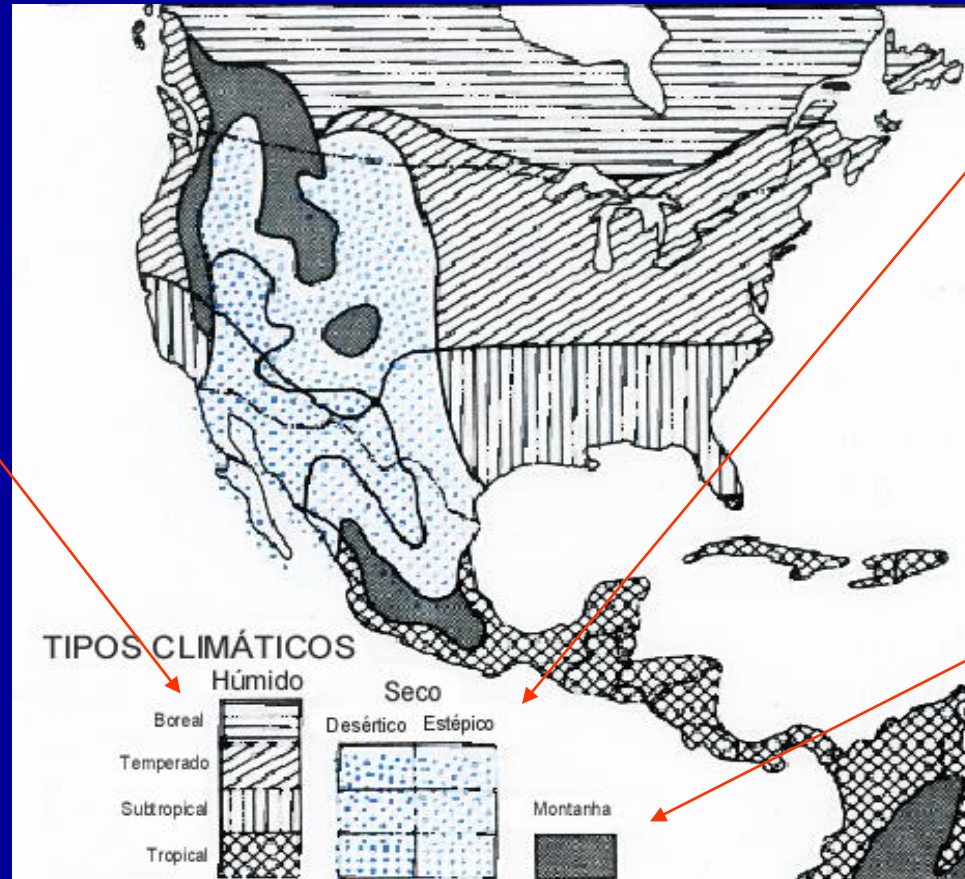 TIPOS CLIMÁTICOS
Húmido
Seco
Desértico Estépico
Boreal
Temperado
Subtropical
Tropical
Montanha